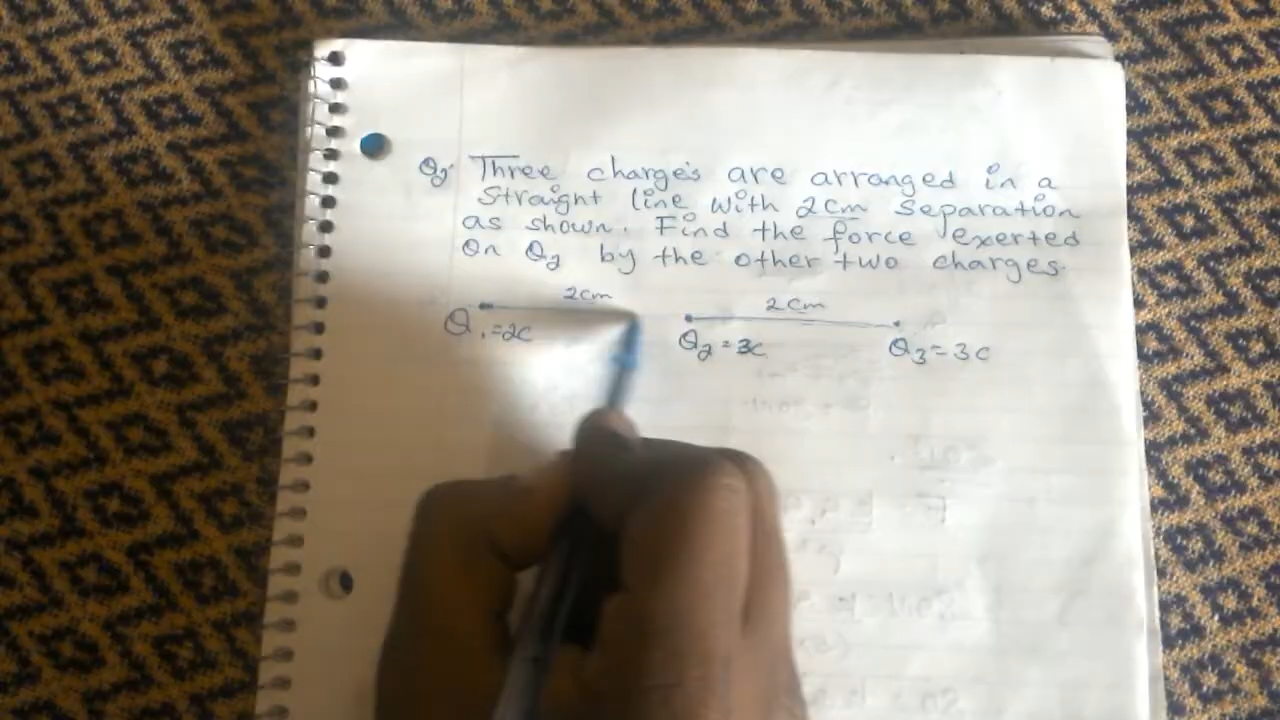 Q: Three charges are arranged in a
Straight line with 2cm Separation
as shown. Find the force exerted
On Q2 by the other two charges.
2cm 2cm
Q1=2C Q2=3C Q3=3C